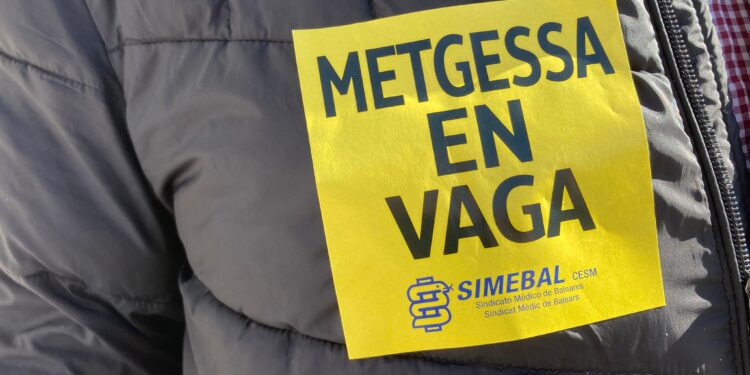 METGESSA
EN
VAGA
SIMEBAL CESM
Sindicato Médico de Baleares
Sindicat Mèdic de Balears